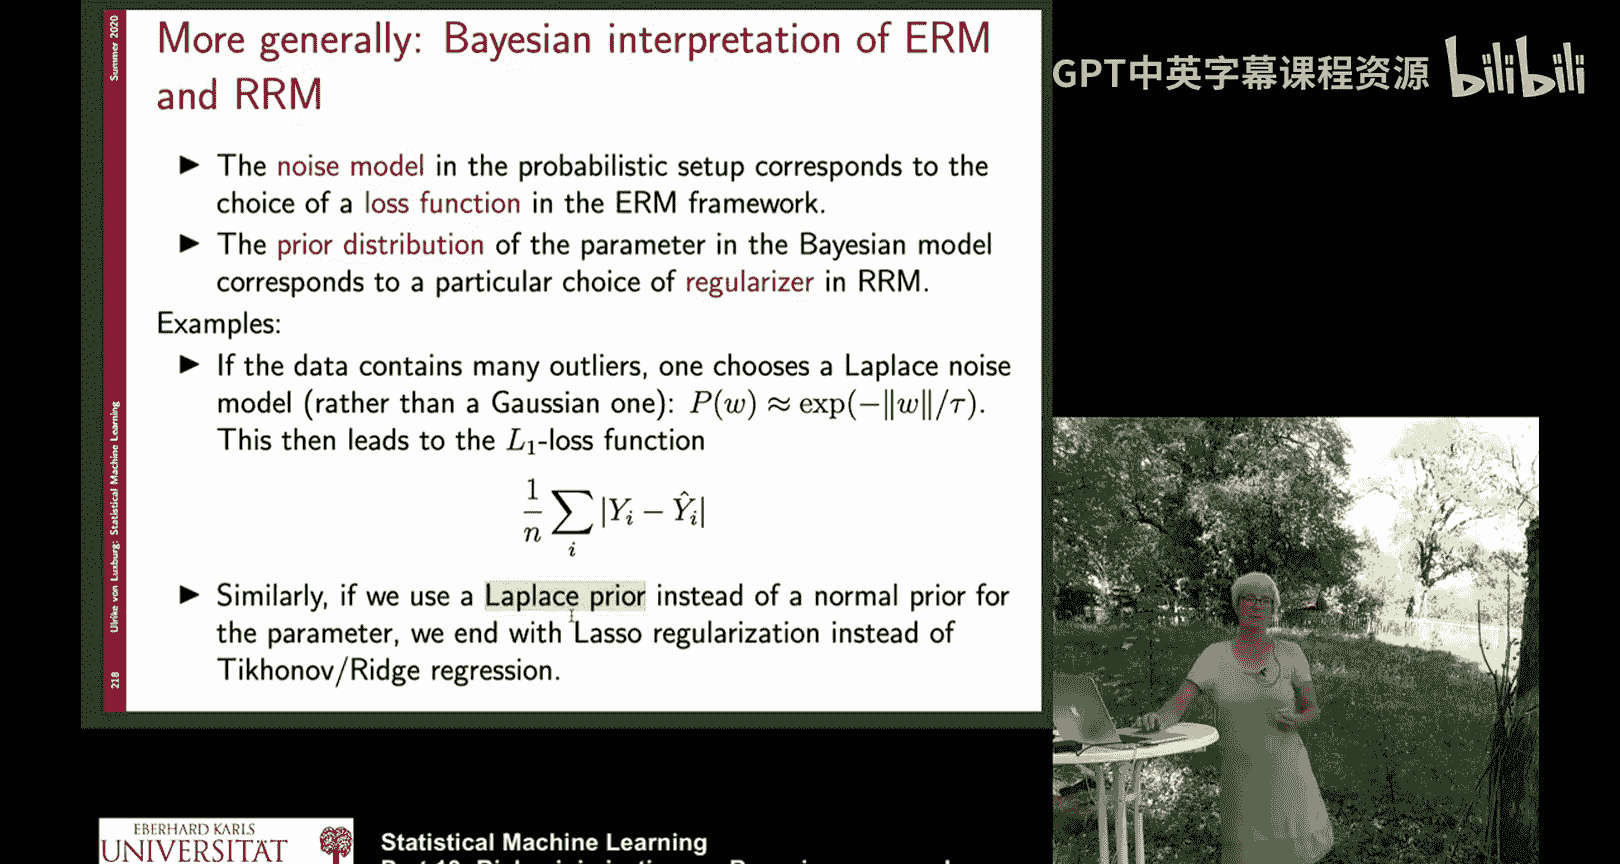 More generally: Bayesian interpretation of ERM
and RRM
► The noise model in the probabilistic setup corresponds to the
choice of a loss function in the ERM framework.
► The prior distribution of the parameter in the Bayesian model
corresponds to a particular choice of regularizer in RRM.
Examples:
► If the data contains many outliers, one chooses a Laplace noise
model (rather than a Gaussian one): P(w) ≈ exp(−‖w‖/τ).
This then leads to the L₁-loss function
1/n ∑_i |Y_i − Ŷ_i|
► Similarly, if we use a Laplace prior instead of a normal prior for
the parameter, we end with Lasso regularization instead of
Tikhonov/Ridge regression.
Summer 2020
Ulrike von Luxburg: Statistical Machine Learning
218
GPT中英字幕课程资源
bilibili
EBERHARD KARLS
UNIVERSITÄT
Statistical Machine Learning